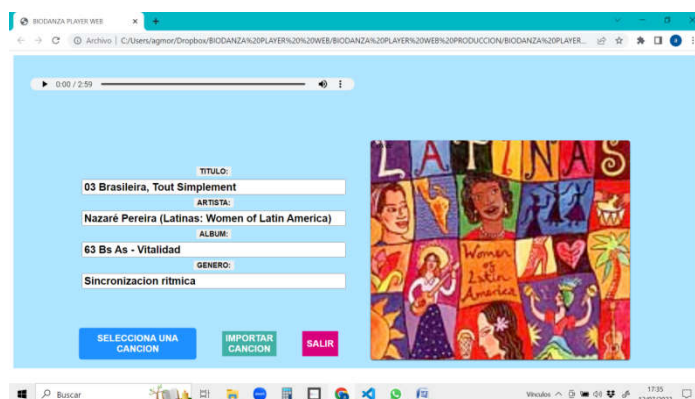 BIODANZA PLAYER WEB
Archivo | C:/Users/agmor/Dropbox/BIODANZA%20PLAYER%20%20WEB/BIODANZA%20PLAYER%20WEB%20PRODUCCION/BIODANZA%20PLAYER...
0:00 / 2:59
LATINAS
TITULO:
03 Brasileira, Tout Simplement
ARTISTA:
Nazaré Pereira (Latinas: Women of Latin America)
ALBUM:
63 Bs As - Vitalidad
GENERO:
Sincronizacion ritmica
Women
of
Latin
America
SELECCIONA UNA
CANCION
IMPORTAR
CANCION
SALIR
Buscar
Vínculos
17:35